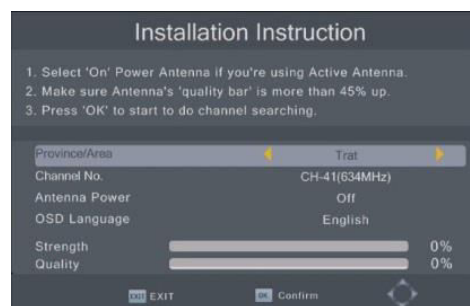 Installation Instruction
1. Select 'On' Power Antenna if you're using Active Antenna.
2. Make sure Antenna's 'quality bar' is more than 45% up.
3. Press 'OK' to start to do channel searching.
Province/Area Trat
Channel No. CH-41(634MHz)
Antenna Power Off
OSD Language English
Strength 0%
Quality 0%
EXIT EXIT OK Confirm